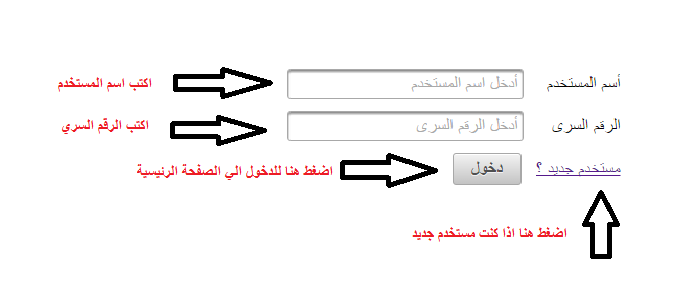 أسم المستخدم أدخل اسم المستخدم اكتب اسم المستخدم
الرقم السرى أدخل الرقم السرى اكتب الرقم السري
مستخدم جديد ؟ دخول اضغط هنا للدخول الي الصفحة الرئيسية
اضغط هنا اذا كنت مستخدم جديد